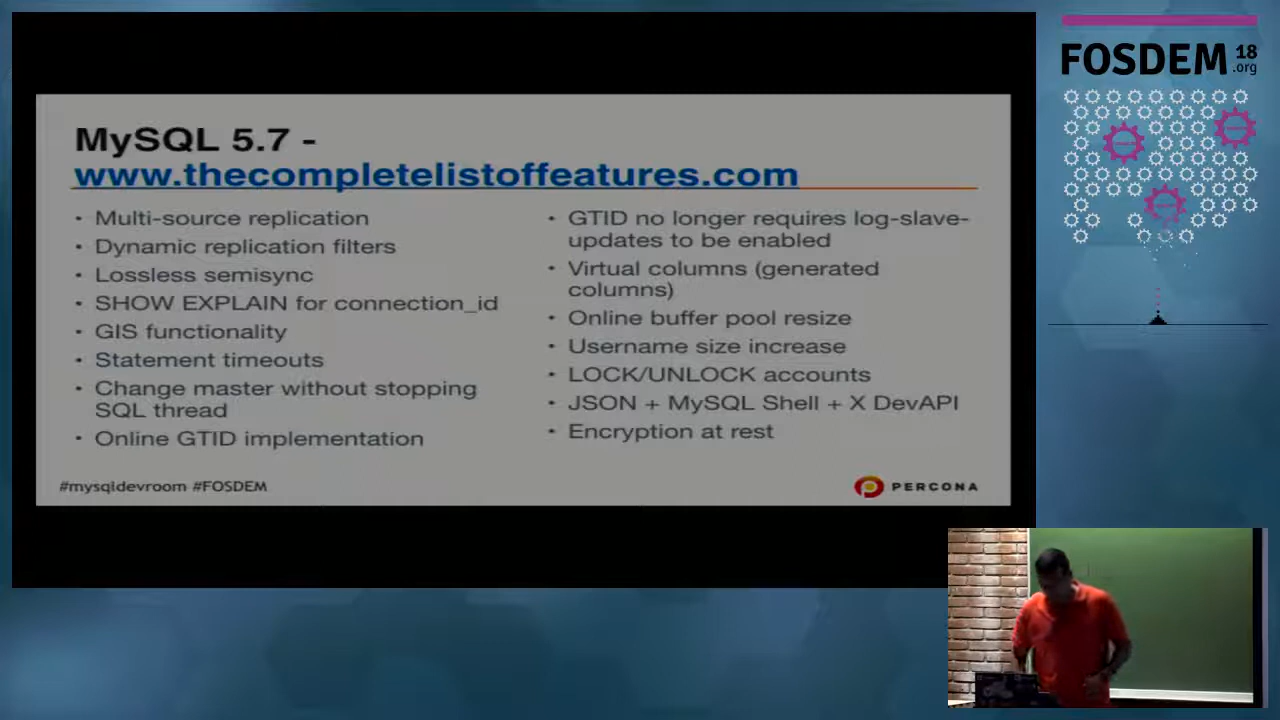 MySQL 5.7 -
www.thecompletelistoffeatures.com
• Multi-source replication
• Dynamic replication filters
• Lossless semisync
• SHOW EXPLAIN for connection_id
• GIS functionality
• Statement timeouts
• Change master without stopping
SQL thread
• Online GTID implementation
• GTID no longer requires log-slave-
updates to be enabled
• Virtual columns (generated
columns)
• Online buffer pool resize
• Username size increase
• LOCK/UNLOCK accounts
• JSON + MySQL Shell + X DevAPI
• Encryption at rest
#mysqldevroom #FOSDEM
PERCONA
FOSDEM 18
.org